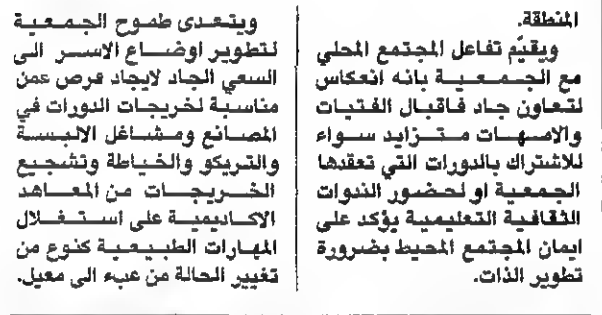 المنطقة.
ويقيّم تفاعل المجتمع المحلي
مع الجمعية بانه انعكاس
لتعاون جاد فاقبال الفتيات
والامهات متزايد سواء
للاشتراك بالدورات التي تعقدها
الجمعية او لحضور الندوات
الثقافية التعليمية يؤكد على
ايمان المجتمع المحيط بضرورة
تطوير الذات.
ويتعدى طموح الجمعية
لتطوير اوضاع الاسر الى
السعي الجاد لايجاد فرص عمن
مناسبة لخريجات الدورات في
المصانع ومشاغل الالبسة
والتريكو والخياطة وتشجيع
الخريجات من المعاهد
الاكاديمية على استغلال
المهارات الطبيعية كنوع من
تغيير الحالة من عبء الى معيل.